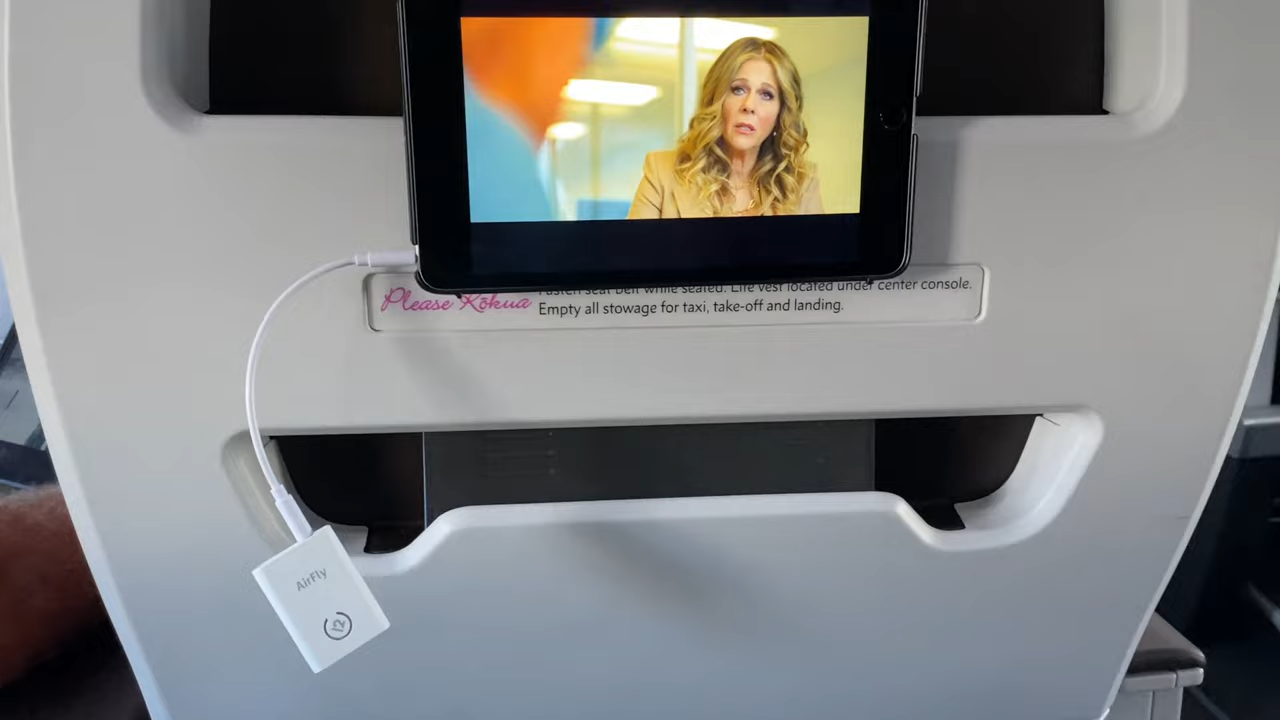 Please Kōkua
Fasten seat belt while seated. Life vest located under center console.
Empty all stowage for taxi, take-off and landing.
AirFly